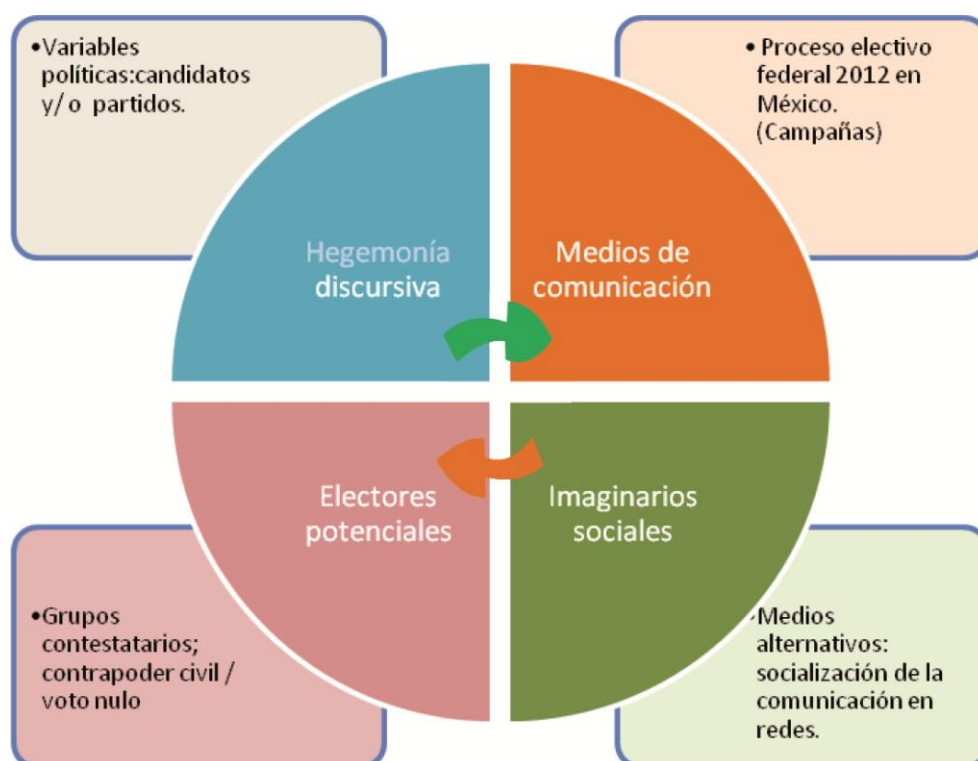 •Variables
políticas:candidatos
y/ o partidos.
• Proceso electivo
federal 2012 en
México.
(Campañas)
Hegemonía
discursiva
Medios de
comunicación
Electores
potenciales
Imaginarios
sociales
•Grupos
contestatarios;
contrapoder civil /
voto nulo
•Medios
alternativos:
socialización de la
comunicación en
redes.